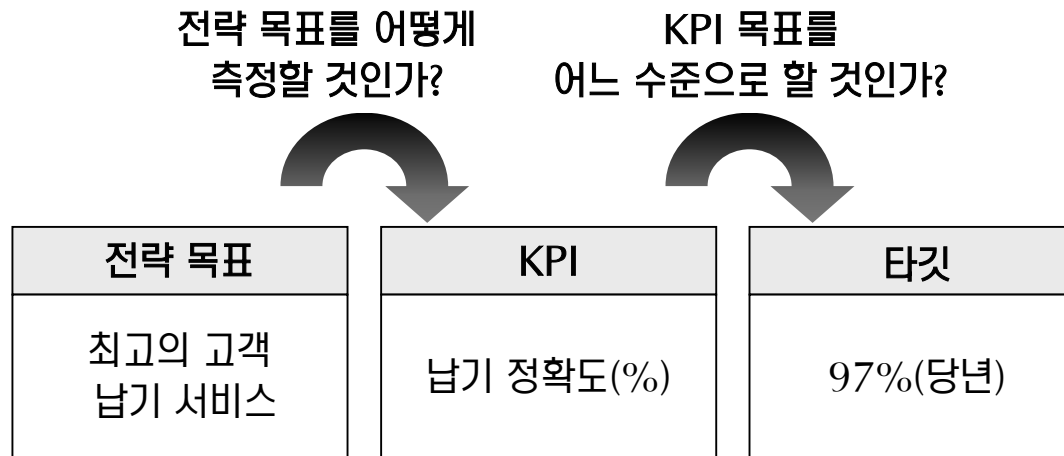 전략 목표를 어떻게
측정할 것인가?
KPI 목표를
어느 수준으로 할 것인가?
전략 목표
KPI
타깃
최고의 고객
납기 서비스
납기 정확도(%)
97%(당년)